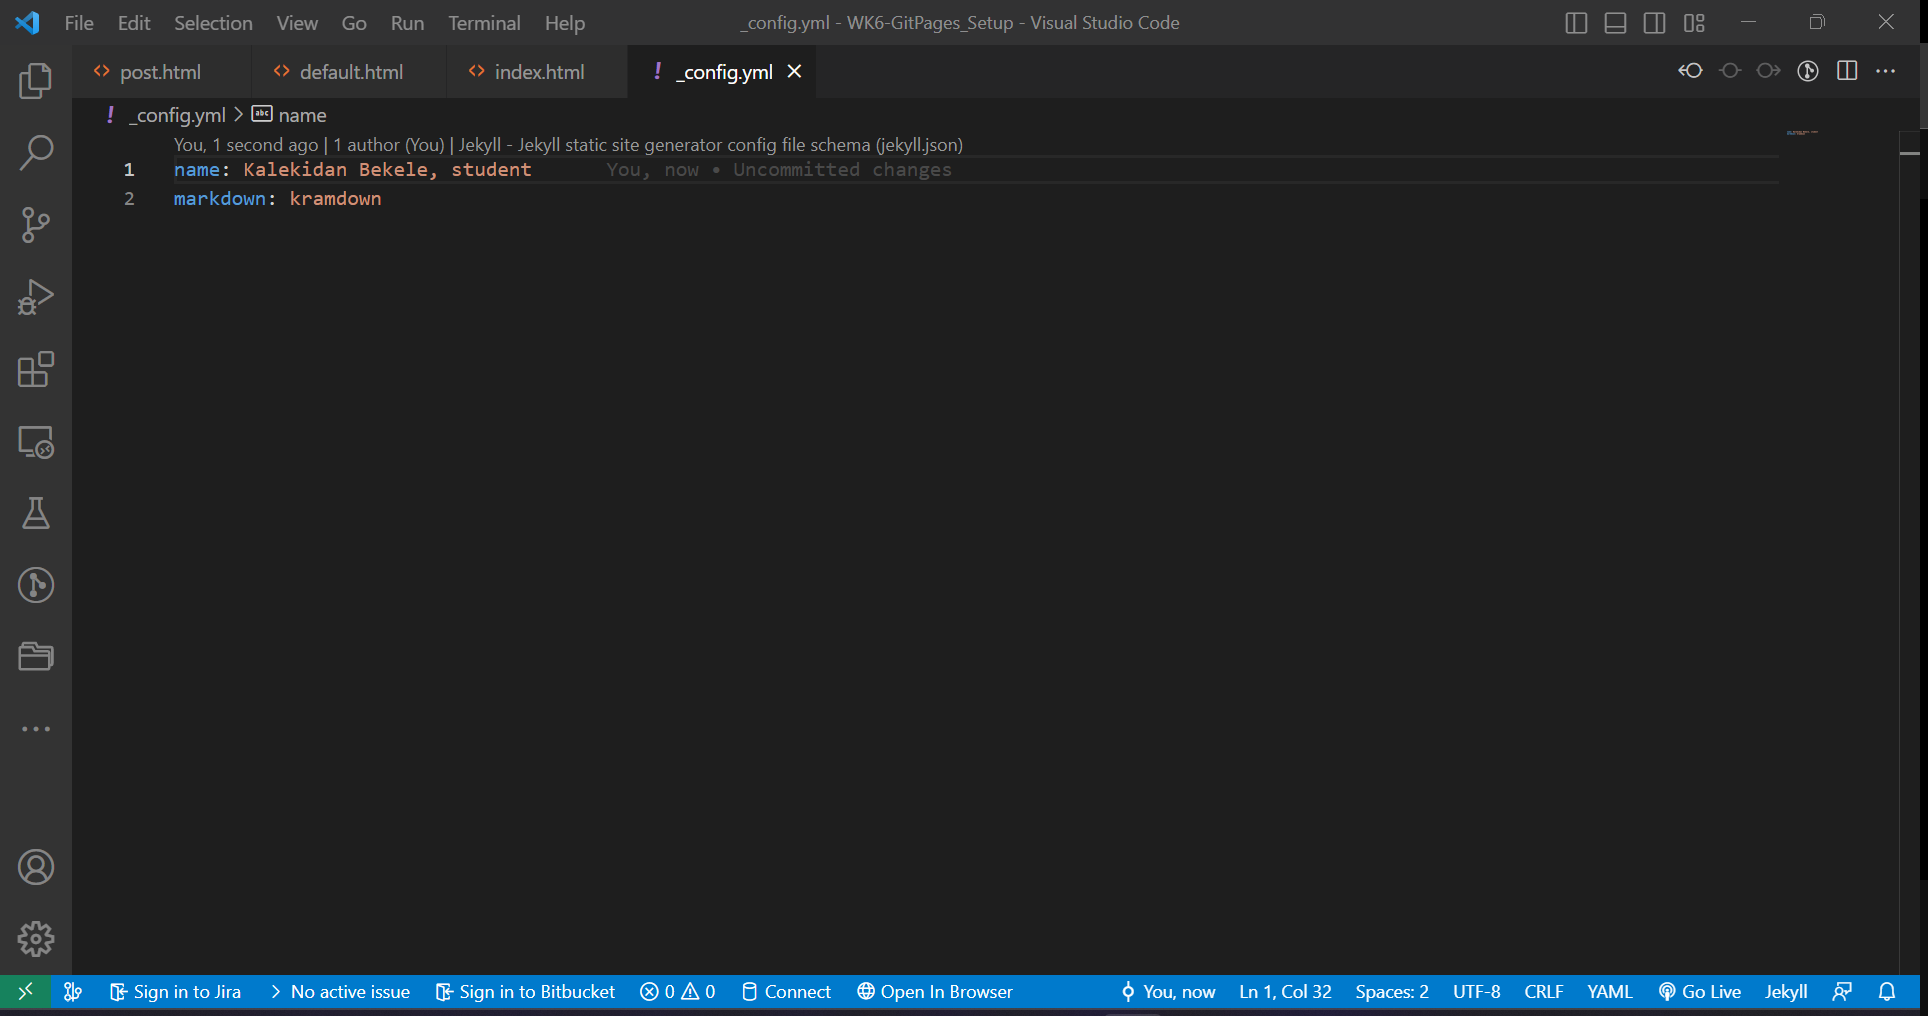 File Edit Selection View Go Run Terminal Help _config.yml - WK6-GitPages_Setup - Visual Studio Code
post.html default.html index.html ! _config.yml
! _config.yml > abc name
You, 1 second ago | 1 author (You) | Jekyll - Jekyll static site generator config file schema (jekyll.json)
1 name: Kalekidan Bekele, student You, now • Uncommitted changes
2 markdown: kramdown
Sign in to Jira No active issue Sign in to Bitbucket 0 0 Connect Open In Browser You, now Ln 1, Col 32 Spaces: 2 UTF-8 CRLF YAML Go Live Jekyll